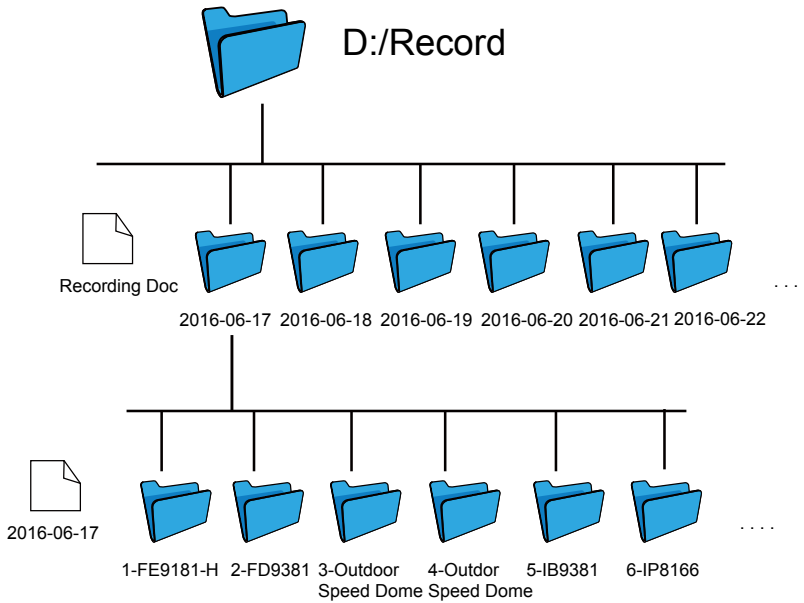 D:/Record
Recording Doc
. . .
2016-06-17 2016-06-18 2016-06-19 2016-06-20 2016-06-21 2016-06-22
2016-06-17
. . . .
1-FE9181-H 2-FD9381 3-Outdoor 4-Outdor 5-IB9381 6-IP8166
Speed Dome Speed Dome